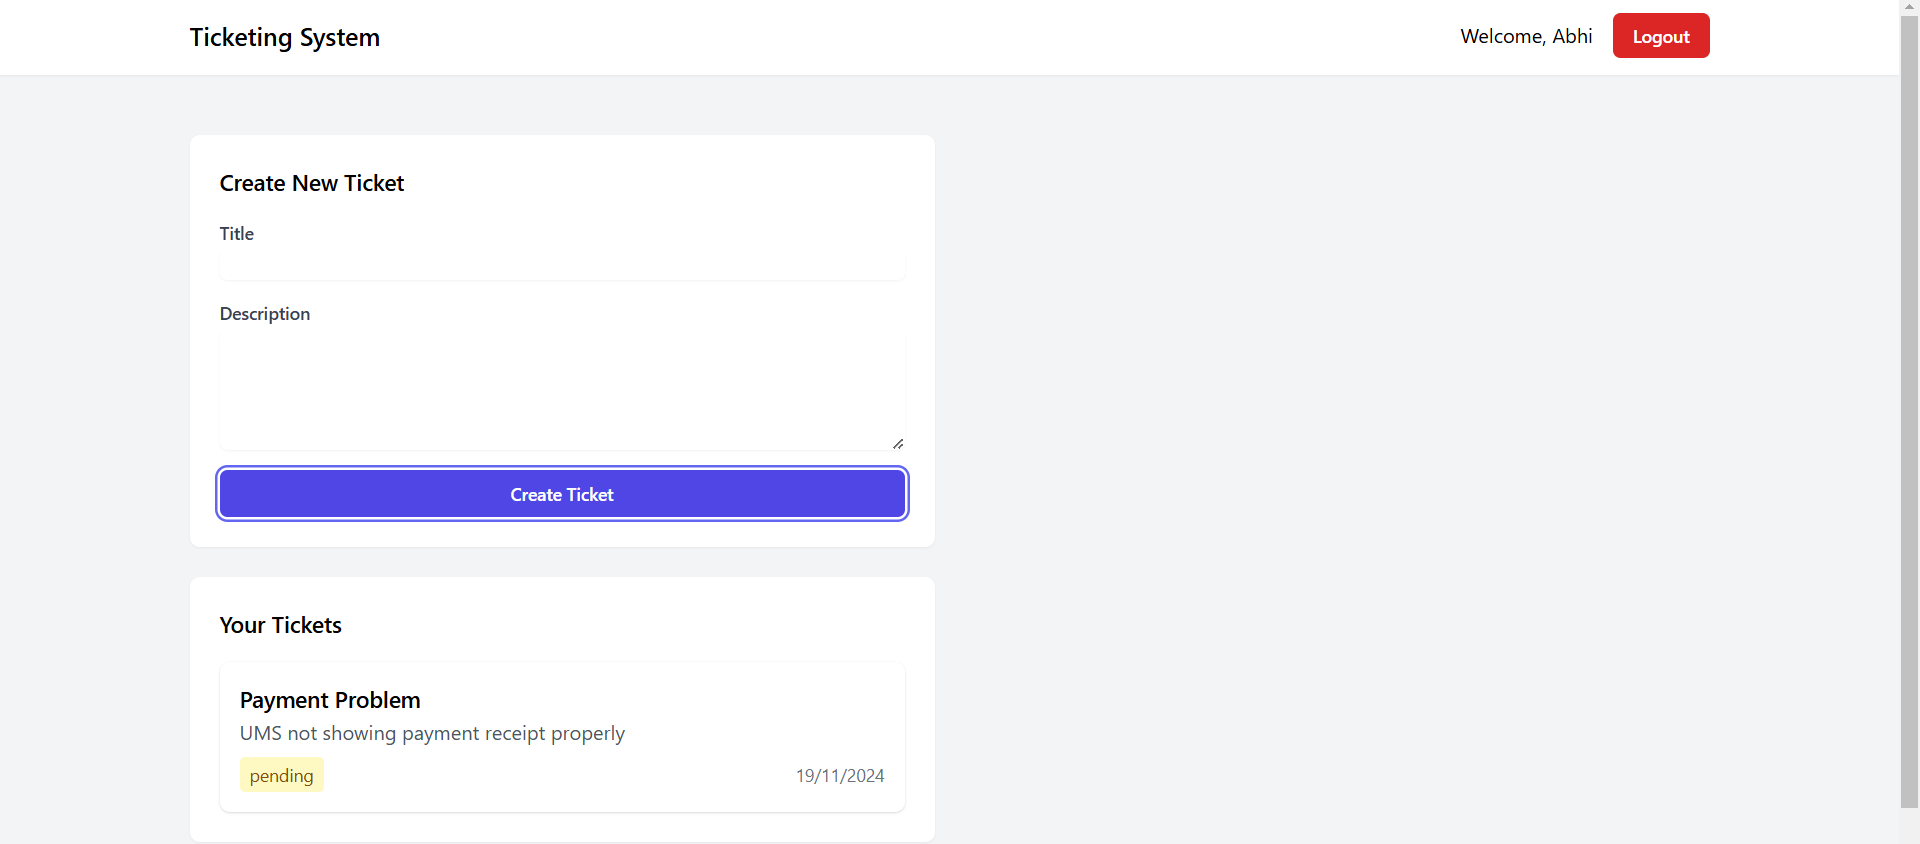 Ticketing System
Welcome, Abhi
Logout
Create New Ticket
Title
Description
Create Ticket
Your Tickets
Payment Problem
UMS not showing payment receipt properly
pending
19/11/2024